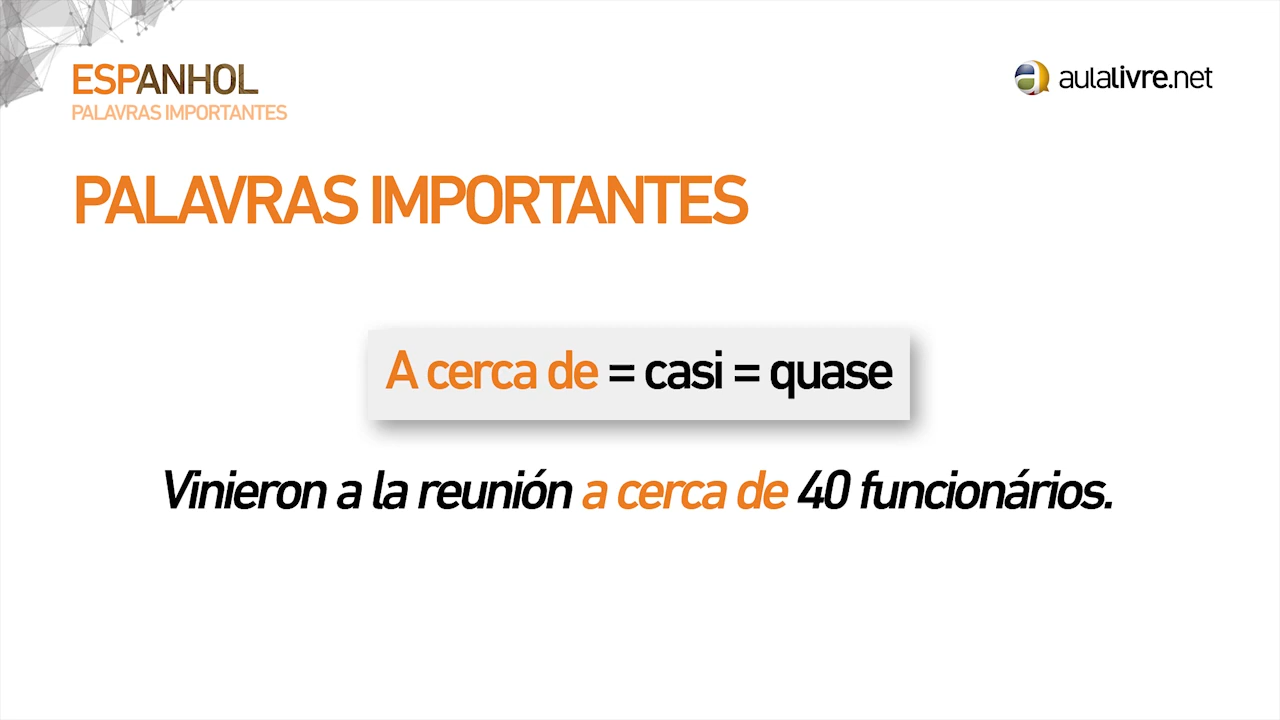 ESPANHOL
PALAVRAS IMPORTANTES
aulalivre.net
PALAVRAS IMPORTANTES
A cerca de = casi = quase
Vinieron a la reunión a cerca de 40 funcionários.